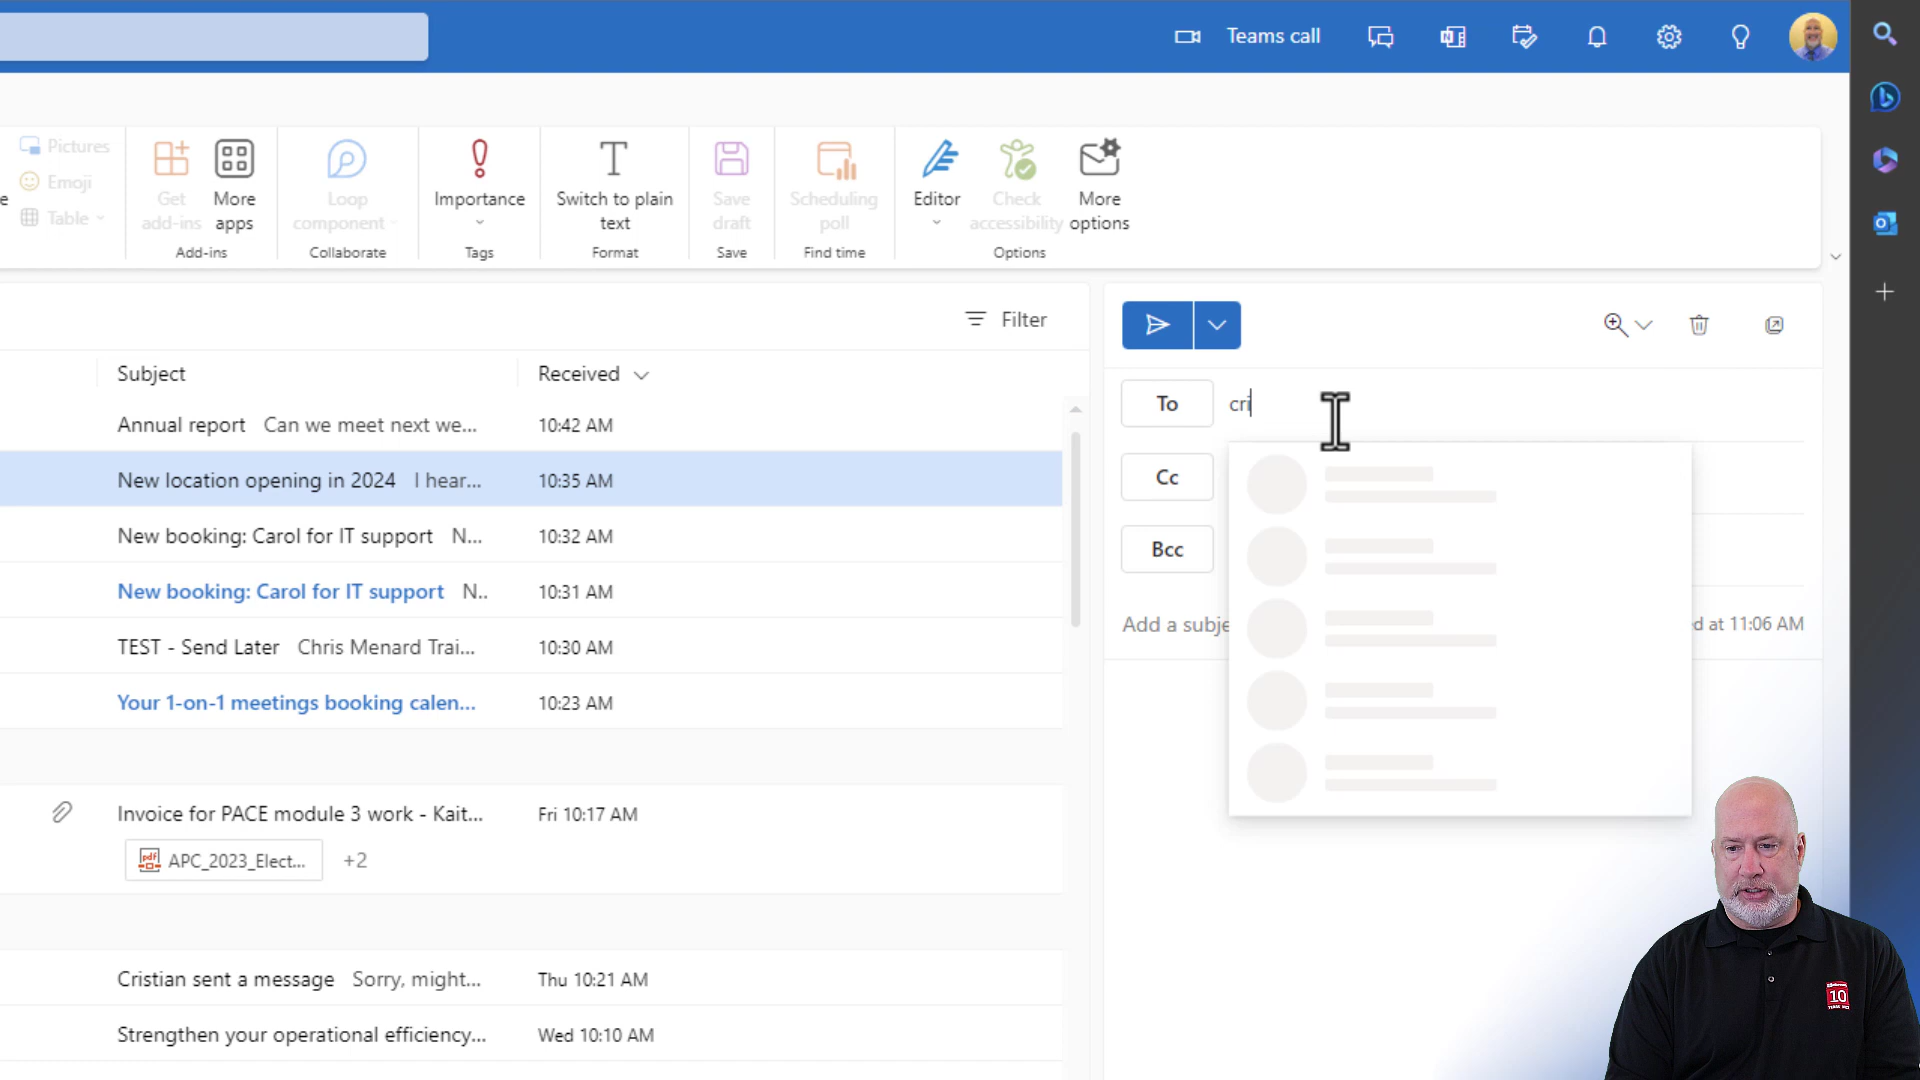 Teams call
Pictures
Emoji
Table
e
Get add-ins
More apps
Add-ins
Loop component
Collaborate
Importance
Tags
Switch to plain text
Format
Save draft
Save
Scheduling poll
Find time
Editor
Check accessibility
More options
Options
Filter
Subject
Received
Annual report Can we meet next we... 10:42 AM
New location opening in 2024 I hear... 10:35 AM
New booking: Carol for IT support N... 10:32 AM
New booking: Carol for IT support N.. 10:31 AM
TEST - Send Later Chris Menard Trai... 10:30 AM
Your 1-on-1 meetings booking calen... 10:23 AM
Invoice for PACE module 3 work - Kait... Fri 10:17 AM
pdf APC_2023_Elect... +2
Cristian sent a message Sorry, might... Thu 10:21 AM
Strengthen your operational efficiency... Wed 10:10 AM
To cri
Cc
Bcc
Add a subje
d at 11:06 AM
10